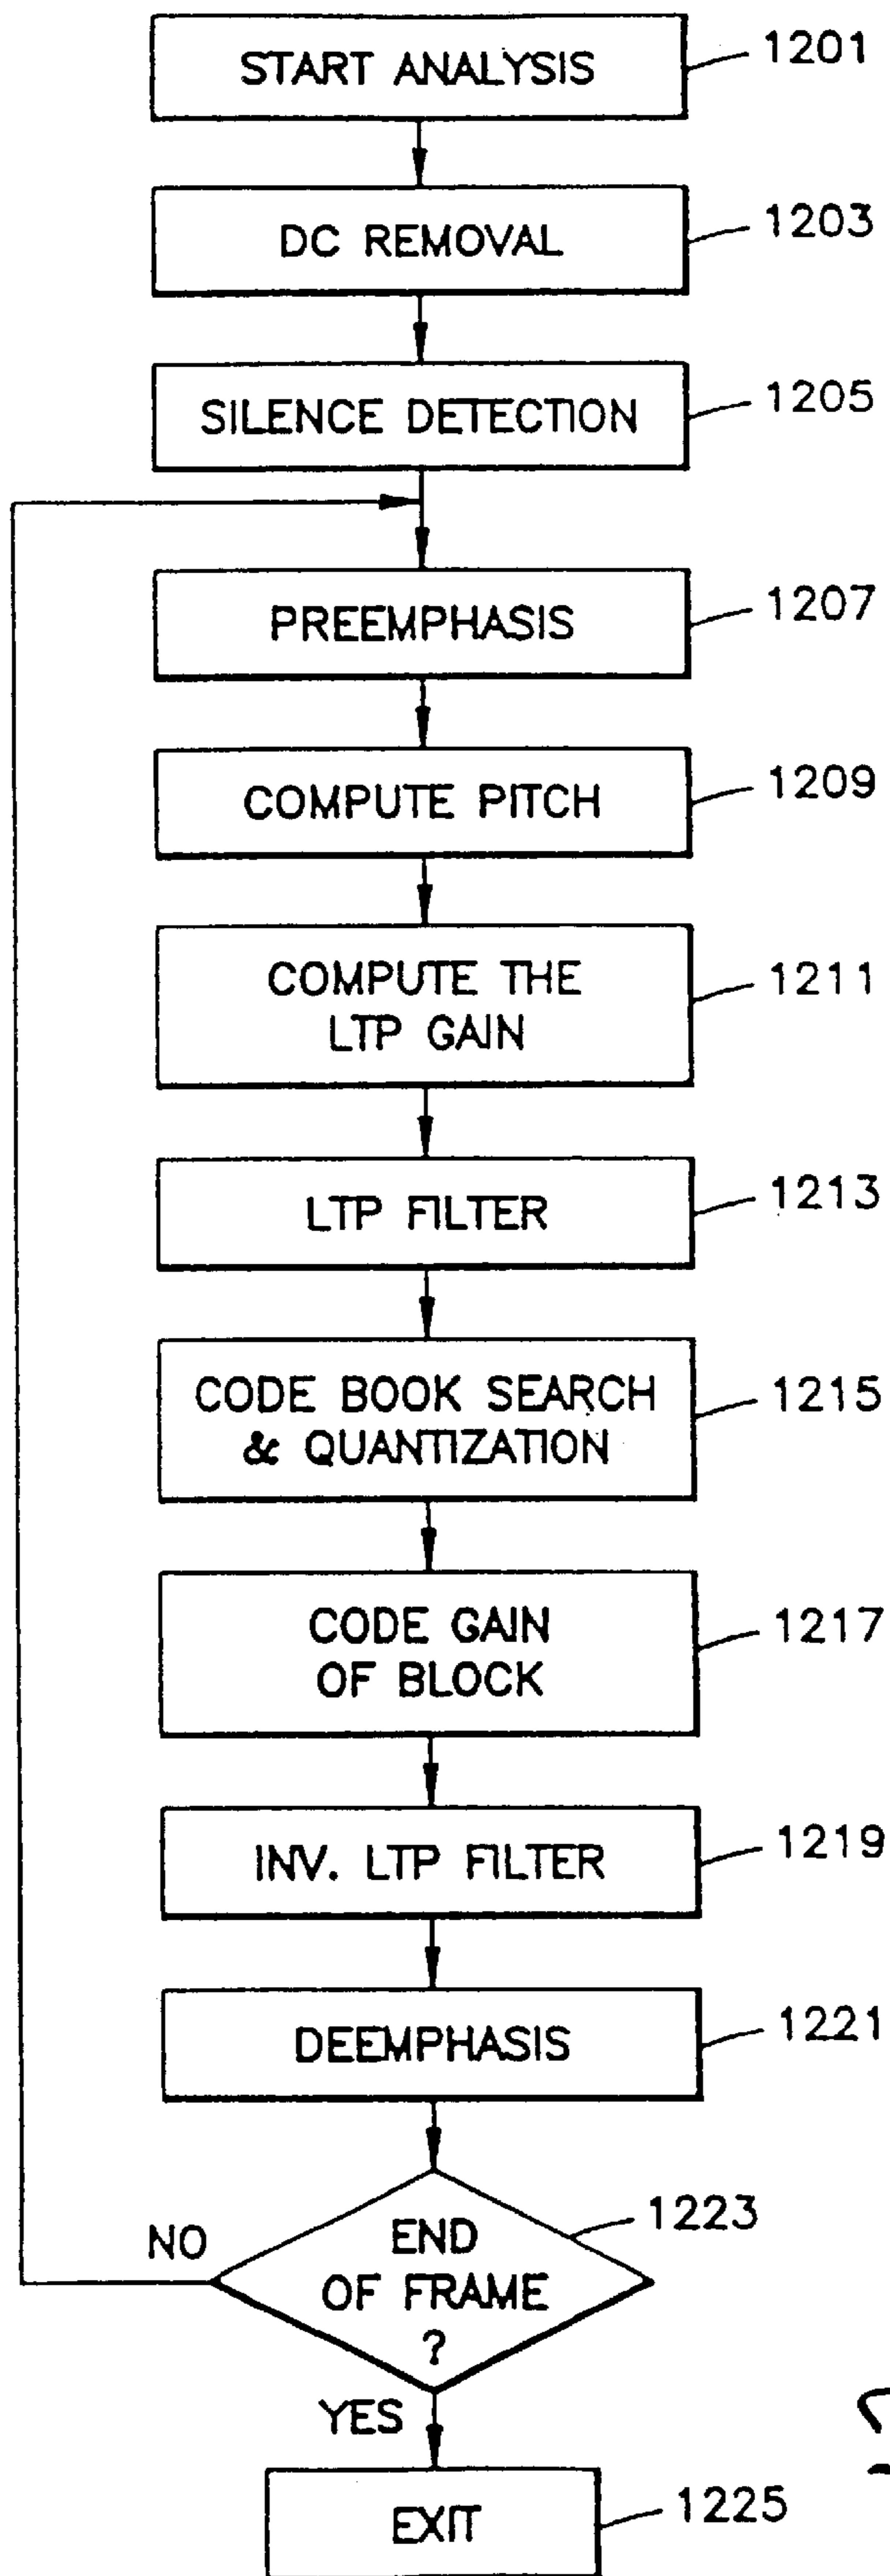 START ANALYSIS
1201
DC REMOVAL
1203
SILENCE DETECTION
1205
PREEMPHASIS
1207
COMPUTE PITCH
1209
COMPUTE THE
LTP GAIN
1211
LTP FILTER
1213
CODE BOOK SEARCH
& QUANTIZATION
1215
CODE GAIN
OF BLOCK
1217
INV. LTP FILTER
1219
DEEMPHASIS
1221
END
OF FRAME
?
1223
NO
YES
EXIT
1225